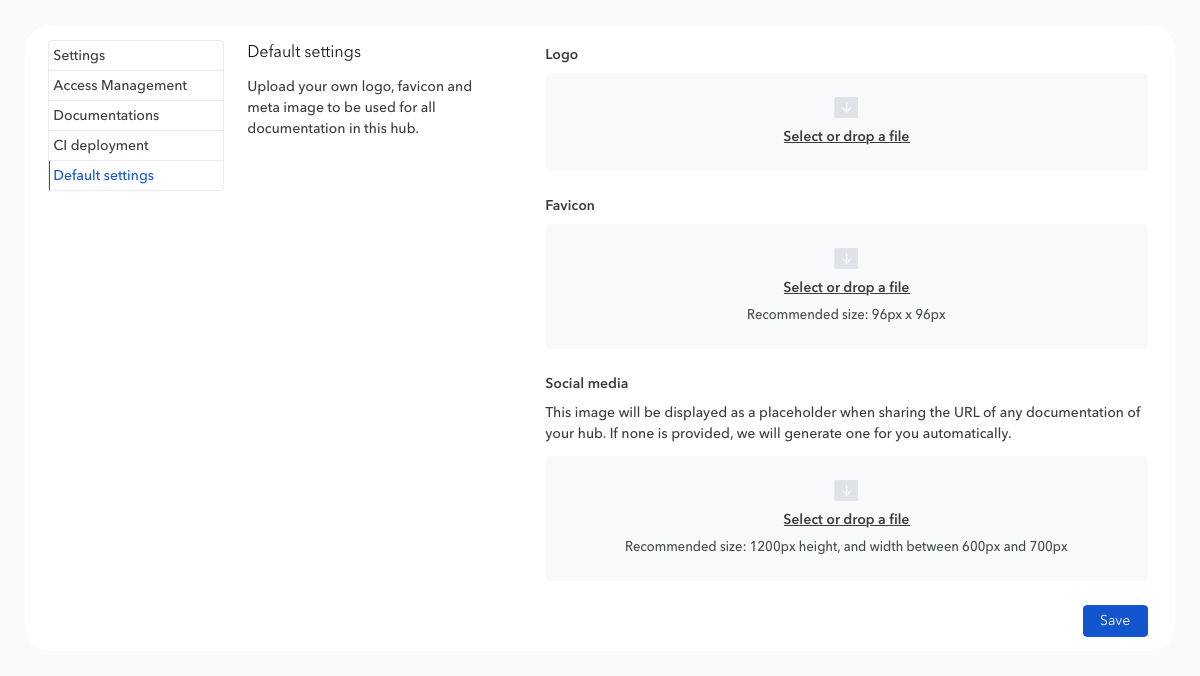 Settings
Access Management
Documentations
CI deployment
Default settings
Default settings
Upload your own logo, favicon and
meta image to be used for all
documentation in this hub.
Logo
Select or drop a file
Favicon
Select or drop a file
Recommended size: 96px x 96px
Social media
This image will be displayed as a placeholder when sharing the URL of any documentation of
your hub. If none is provided, we will generate one for you automatically.
Select or drop a file
Recommended size: 1200px height, and width between 600px and 700px
Save